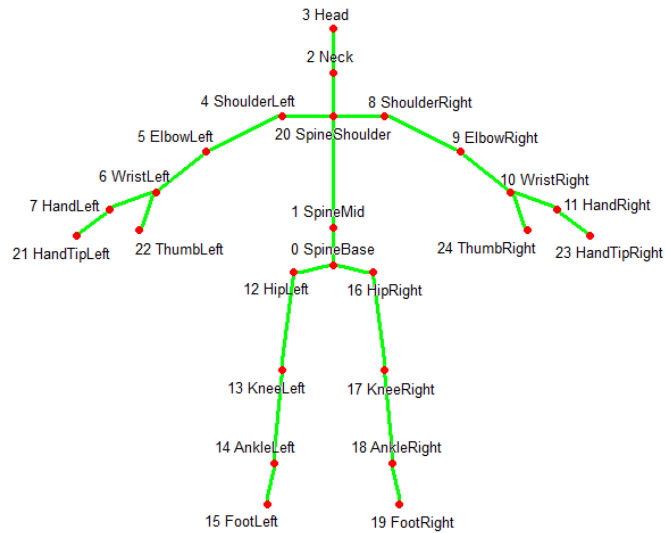 3 Head
2 Neck
4 ShoulderLeft
8 ShoulderRight
20 SpineShoulder
5 ElbowLeft
9 ElbowRight
6 WristLeft
10 WristRight
7 HandLeft
11 HandRight
1 SpineMid
21 HandTipLeft
22 ThumbLeft
0 SpineBase
24 ThumbRight
23 HandTipRight
12 HipLeft
16 HipRight
13 KneeLeft
17 KneeRight
14 AnkleLeft
18 AnkleRight
15 FootLeft
19 FootRight